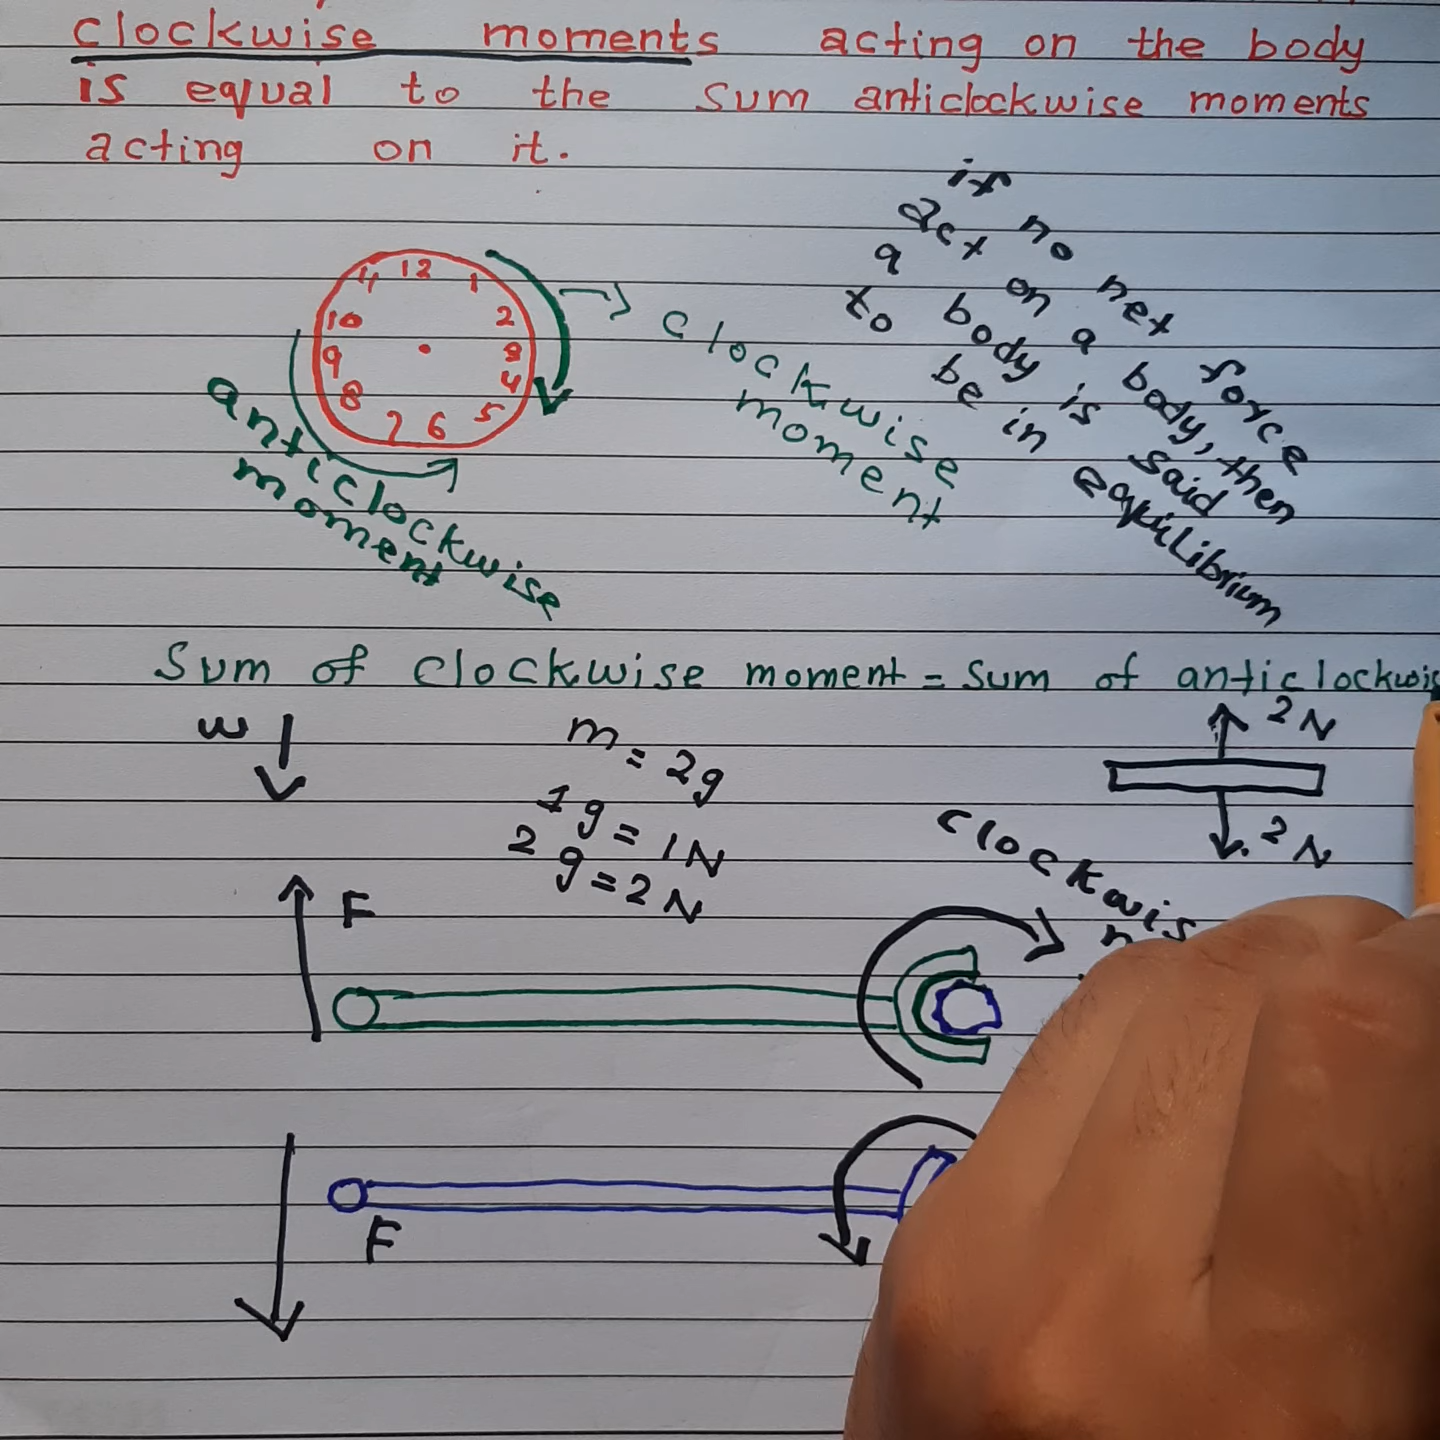 clockwise moments acting on the body
is equal to the sum anticlockwise moments
acting on it.
if no net force
act on a body, then
a body is said
to be in equilibrium
11 12 1
10 2
9 3
8 4
7 6 5
clockwise
moment
anticlockwise
moment
Sum of clockwise moment = Sum of anticlockwis
w
m = 2g
1g = 1N
2g = 2N
2N
2N
clockwis
F
F